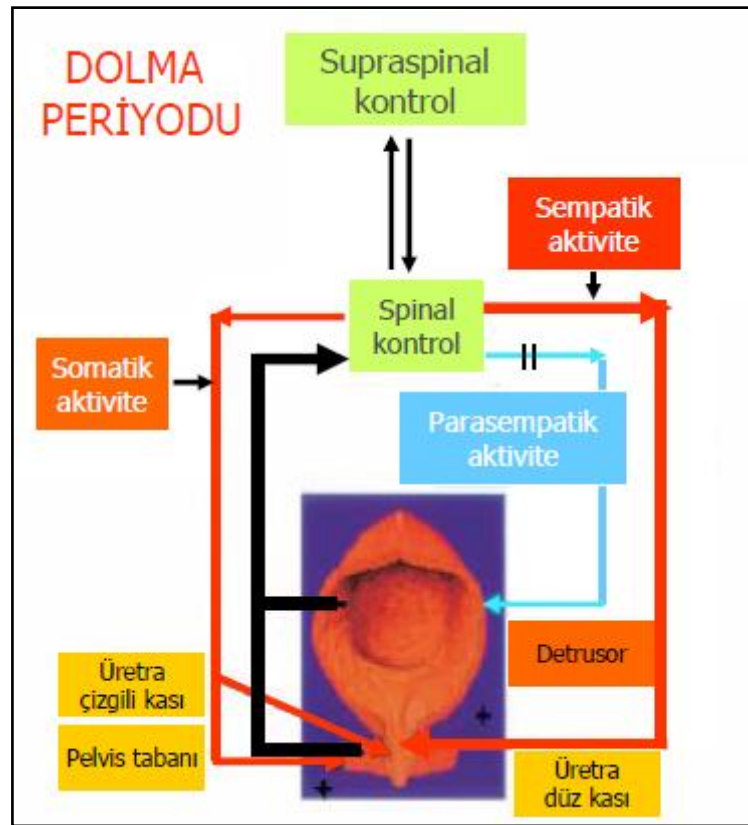 DOLMA
PERİYODU
Supraspinal
kontrol
Sempatik
aktivite
Spinal
kontrol
Somatik
aktivite
Parasempatik
aktivite
Detrusor
Üretra
çizgili kası
Pelvis tabanı
Üretra
düz kası